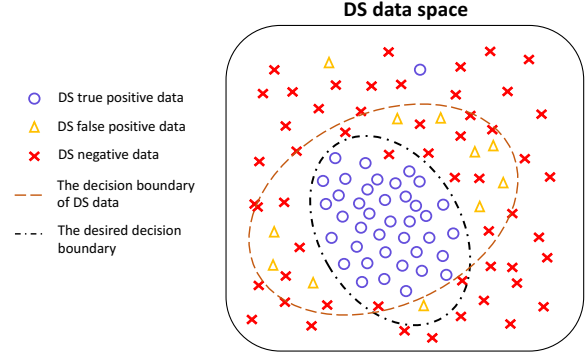 DS data space
DS true positive data
DS false positive data
DS negative data
The decision boundary
of DS data
The desired decision
boundary